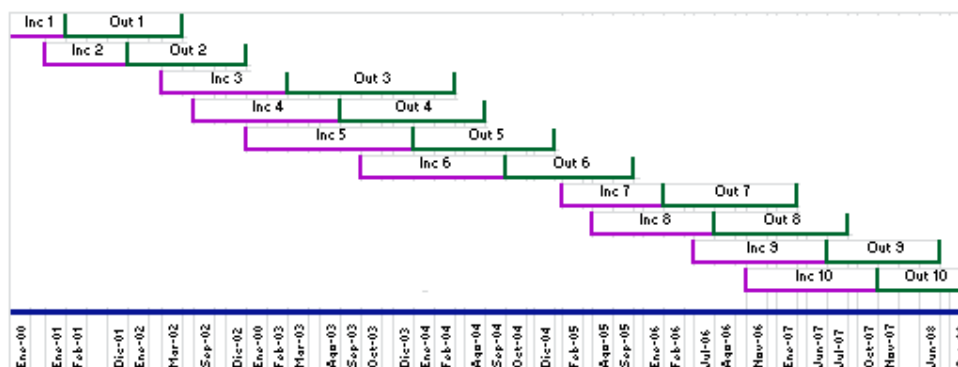 Inc 1 Out 1
Inc 2 Out 2
Inc 3 Out 3
Inc 4 Out 4
Inc 5 Out 5
Inc 6 Out 6
Inc 7 Out 7
Inc 8 Out 8
Inc 9 Out 9
Inc 10 Out 10
Ene-00
Ene-01
Feb-01
Dic-01
Ene-02
Mar-02
Sep-02
Dic-02
Ene-00
Feb-03
Mar-03
Ago-03
Sep-03
Oct-03
Dic-03
Ene-04
Feb-04
Ago-04
Sep-04
Oct-04
Dic-04
Feb-05
Ago-05
Sep-05
Ene-06
Feb-06
Jul-06
Ago-06
Nov-06
Ene-07
Jun-07
Jul-07
Oct-07
Nov-07
Jun-08